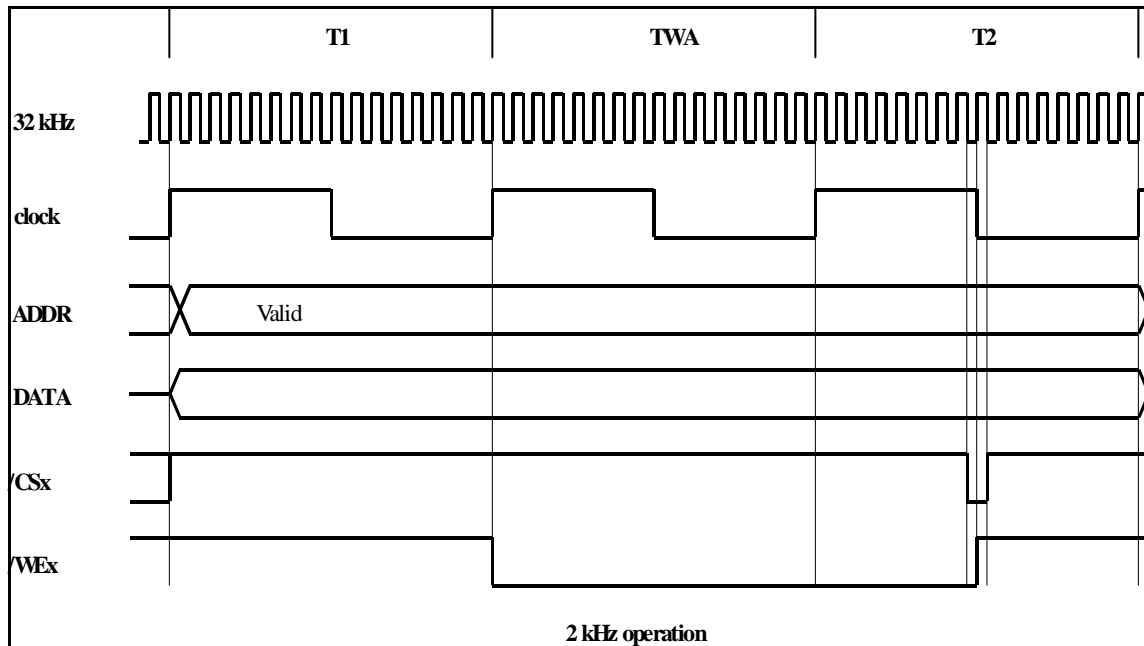 T1 TWA T2
32 kHz
clock
ADDR Valid
DATA
/CSx
/WEx
2 kHz operation